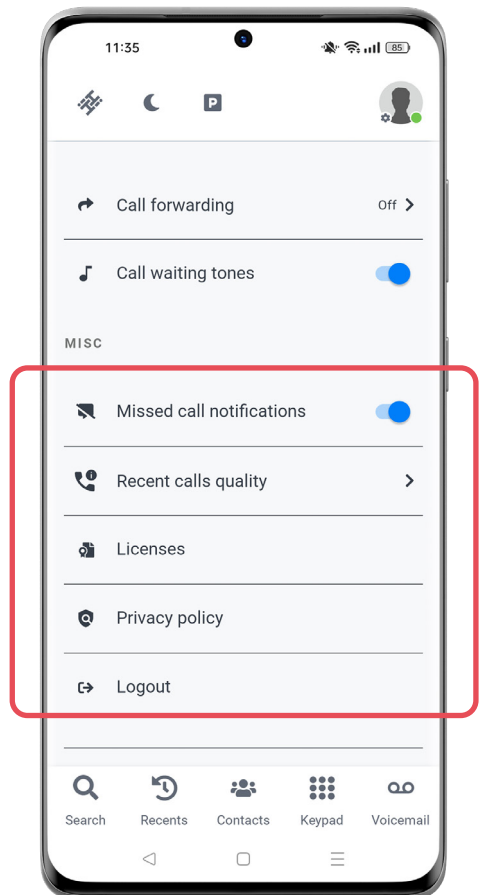 11:35
85
P
Call forwarding Off
Call waiting tones
MISC
Missed call notifications
Recent calls quality
Licenses
Privacy policy
Logout
Search Recents Contacts Keypad Voicemail